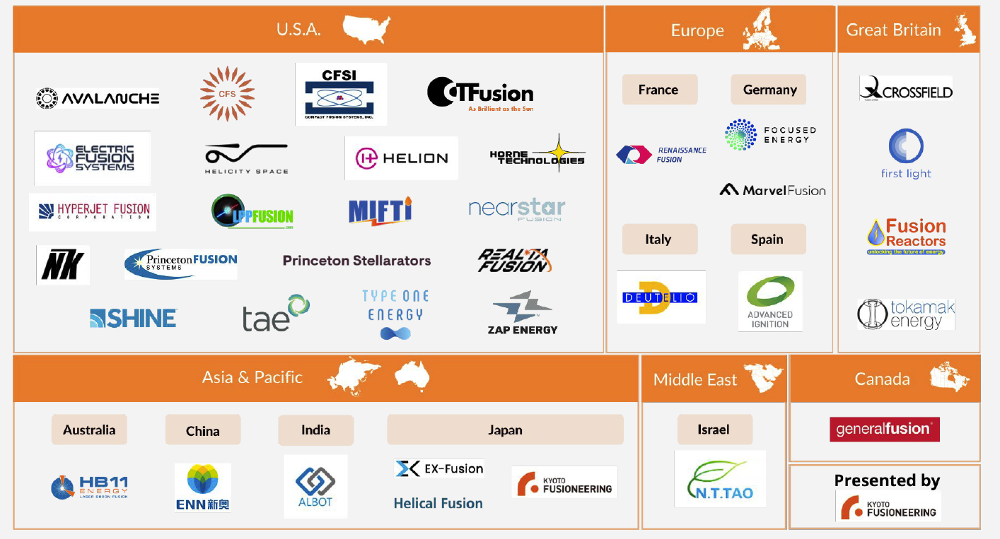 U.S.A.
AVALANCHE
CFS
CFSI
COMPACT FUSION SYSTEMS, INC.
CTFusion
As Brilliant as the Sun
ELECTRIC
FUSION
SYSTEMS
HELICITY SPACE
HELION
HORNE
TECHNOLOGIES
HYPERJET FUSION
CORPORATION
LPPFUSION
.COM
MIFTi
nearstar
FUSION
NK
Princeton FUSION
SYSTEMS
Princeton Stellarators
REALTA
FUSION
SHINE
tae
TYPE ONE
ENERGY
ZAP ENERGY
Europe
France
RENAISSANCE
FUSION
Germany
FOCUSED
ENERGY
Marvel Fusion
Italy
DEUTELIO
Spain
ADVANCED
IGNITION
Great Britain
CROSSFIELD
first light
Fusion
Reactors
unlocking the future of energy
tokamak
energy
Asia & Pacific
Australia
HB11
ENERGY
LASER BORON FUSION
China
ENN新奥
India
ALBOT
Japan
EX-Fusion
Helical Fusion
KYOTO
FUSIONEERING
Middle East
Israel
N.T.TAO
Canada
generalfusion
Presented by
KYOTO
FUSIONEERING